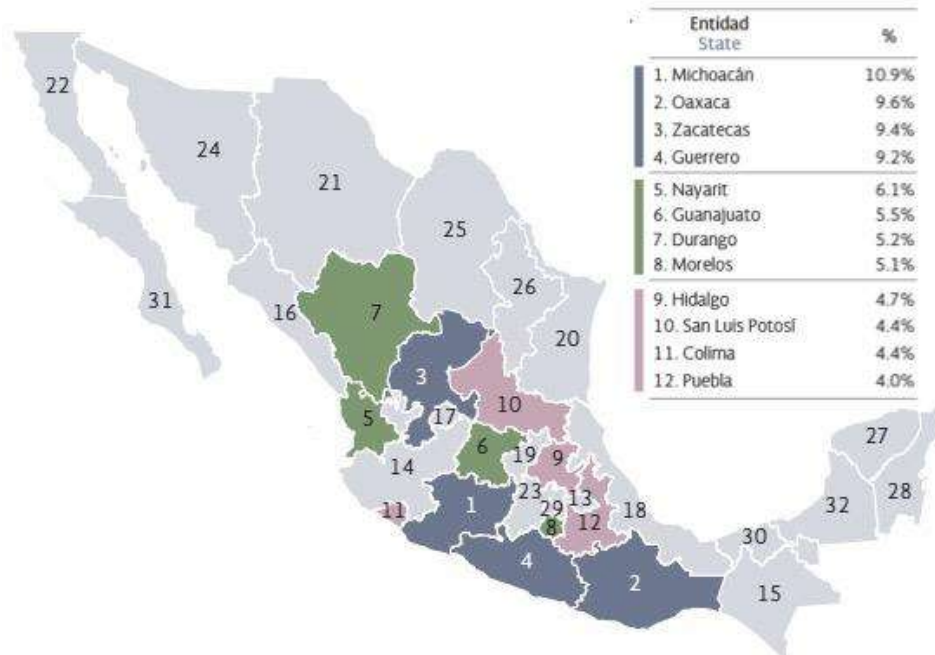 Entidad
State
%
1. Michoacán 10.9%
2. Oaxaca 9.6%
3. Zacatecas 9.4%
4. Guerrero 9.2%
5. Nayarit 6.1%
6. Guanajuato 5.5%
7. Durango 5.2%
8. Morelos 5.1%
9. Hidalgo 4.7%
10. San Luis Potosí 4.4%
11. Colima 4.4%
12. Puebla 4.0%
22
24
21
25
26
31
16
7
20
3
10
5
17
6
19
9
27
14
23
13
28
11
1
29
12
18
32
8
30
4
2
15